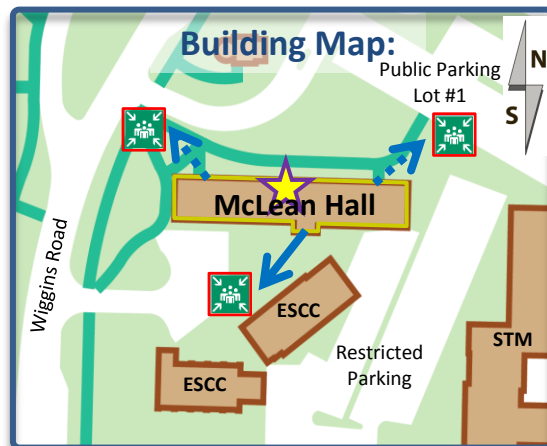 Building Map:
N
S
Public Parking
Lot #1
McLean Hall
Wiggins Road
ESCC
ESCC
Restricted
Parking
STM